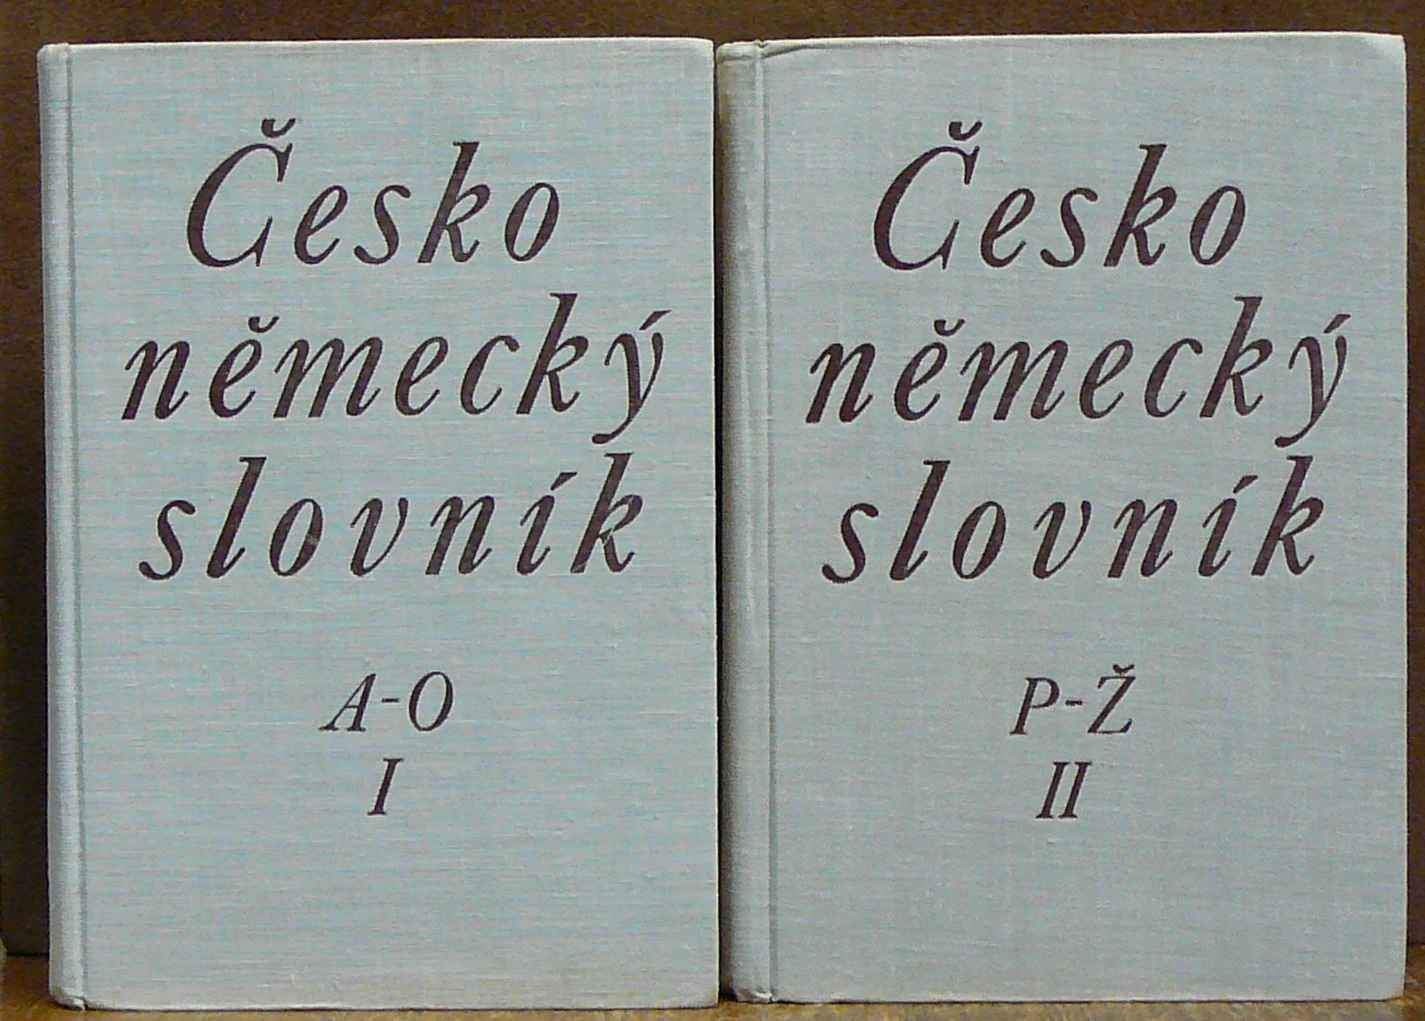 Česko
německý
slovník
A-O
I
Česko
německý
slovník
P-Ž
II